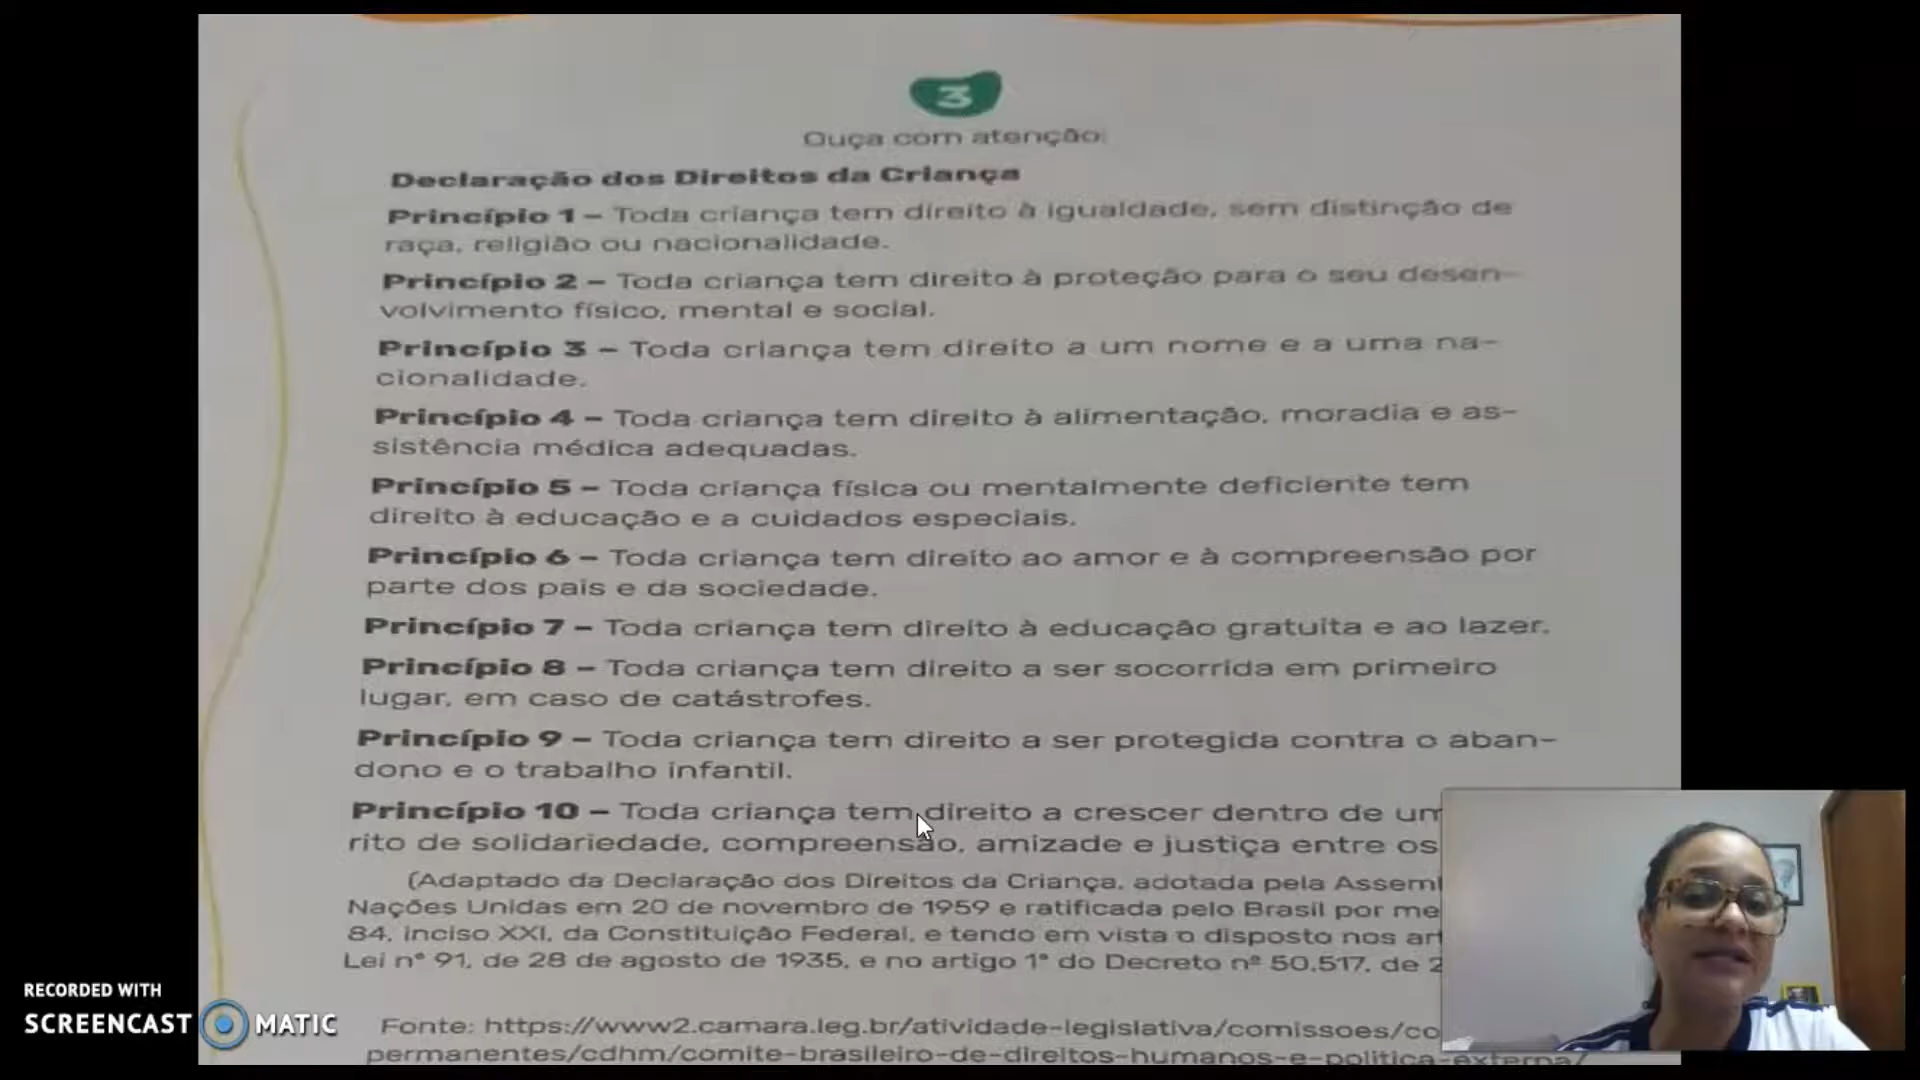 3
Ouça com atenção:
Declaração dos Direitos da Criança
Princípio 1 – Toda criança tem direito à igualdade, sem distinção de
raça, religião ou nacionalidade.
Princípio 2 – Toda criança tem direito à proteção para o seu desen-
volvimento físico, mental e social.
Princípio 3 – Toda criança tem direito a um nome e a uma na-
cionalidade.
Princípio 4 – Toda criança tem direito à alimentação, moradia e as-
sistência médica adequadas.
Princípio 5 – Toda criança física ou mentalmente deficiente tem
direito à educação e a cuidados especiais.
Princípio 6 – Toda criança tem direito ao amor e à compreensão por
parte dos pais e da sociedade.
Princípio 7 – Toda criança tem direito à educação gratuita e ao lazer.
Princípio 8 – Toda criança tem direito a ser socorrida em primeiro
lugar, em caso de catástrofes.
Princípio 9 – Toda criança tem direito a ser protegida contra o aban-
dono e o trabalho infantil.
Princípio 10 – Toda criança tem direito a crescer dentro de um
rito de solidariedade, compreensão, amizade e justiça entre os
(Adaptado da Declaração dos Direitos da Criança, adotada pela
Nações Unidas em 20 de novembro de 1959 e ratificada pelo Brasil por
84, inciso XXI, da Constituição Federal, e tendo em vista o disposto nos
Lei nº 91, de 28 de agosto de 1935, e no artigo 1º do Decreto nº 50.517, de 2
Fonte: https://www2.camara.leg.br/atividade-legislativa/comissoes/co
permanentes/cdhm/comite-brasileiro-de-direitos-humanos-e-politica-externa/
RECORDED WITH
SCREENCAST MATIC